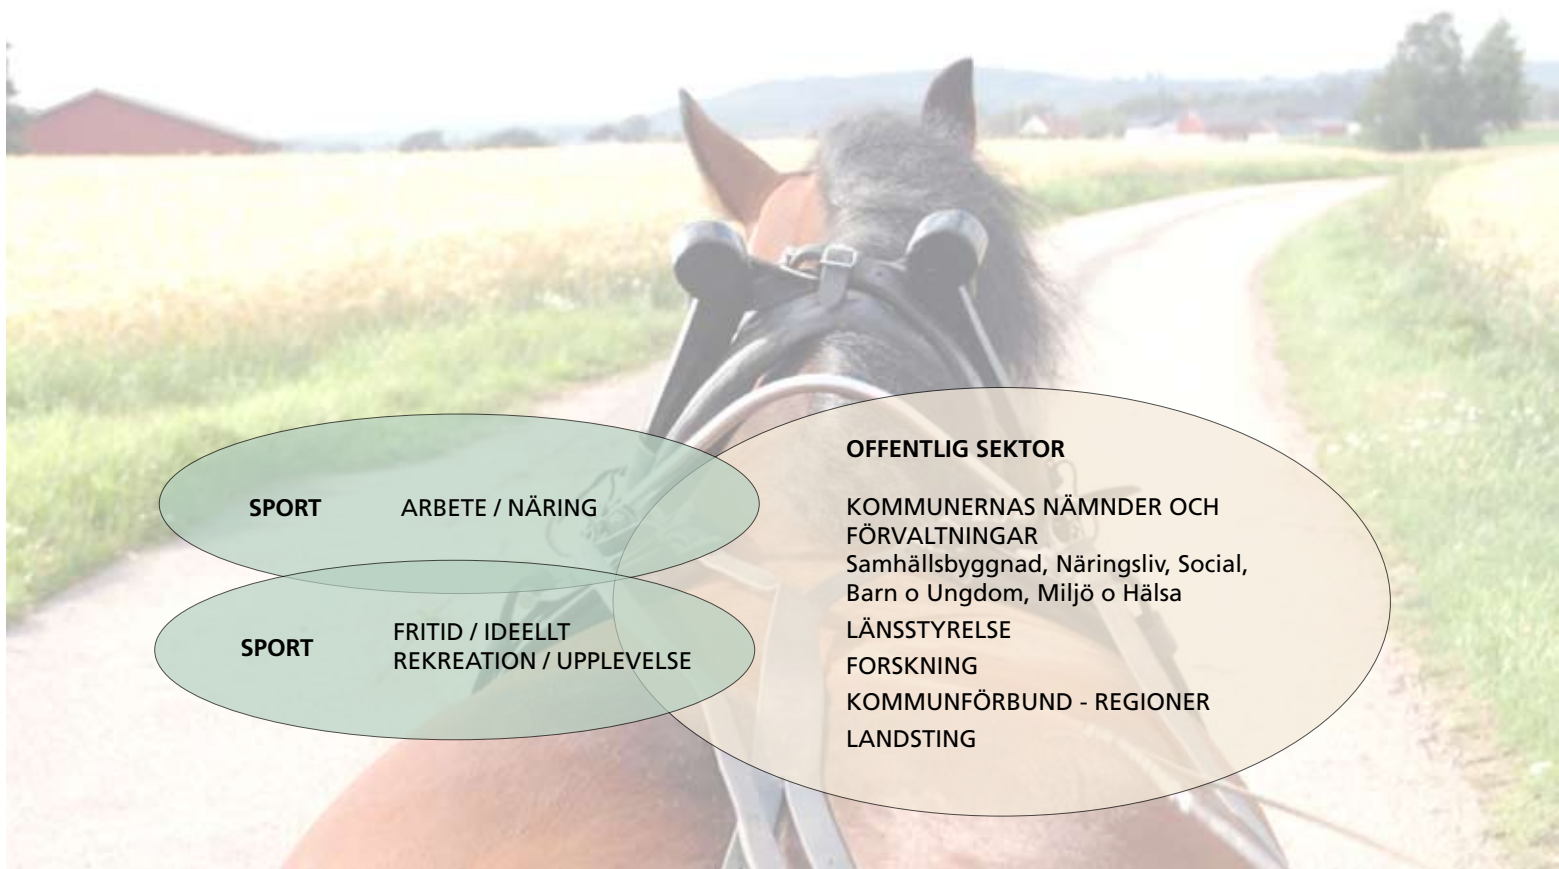 SPORT ARBETE / NÄRING
SPORT
FRITID / IDEELLT
REKREATION / UPPLEVELSE
OFFENTLIG SEKTOR
KOMMUNERNAS NÄMNDER OCH
FÖRVALTNINGAR
Samhällsbyggnad, Näringsliv, Social,
Barn o Ungdom, Miljö o Hälsa
LÄNSSTYRELSE
FORSKNING
KOMMUNFÖRBUND - REGIONER
LANDSTING